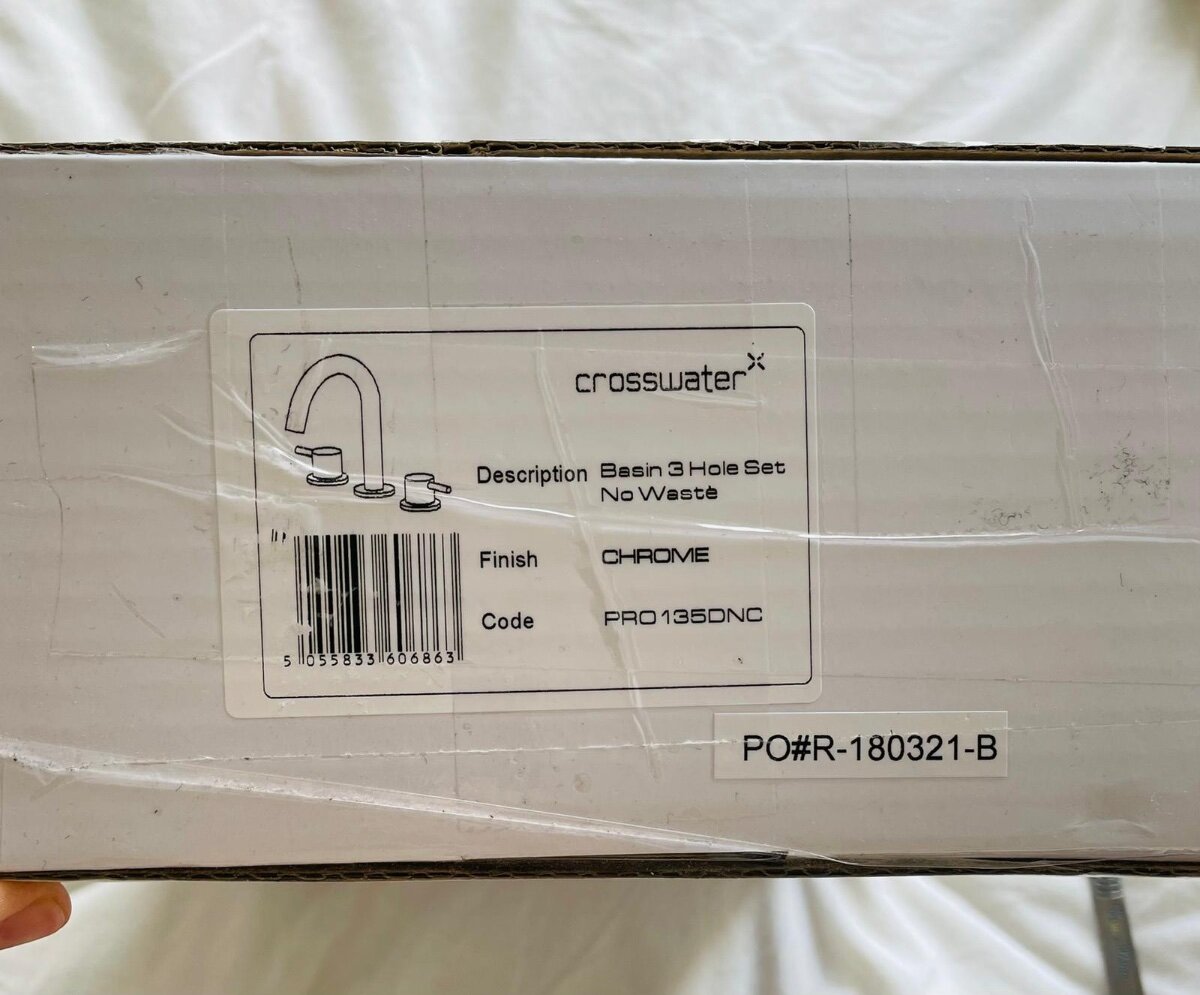 crosswater
Description Basin 3 Hole Set
No Waste
Finish CHROME
Code PRO135DNC
5 055833 606863
PO#R-180321-B